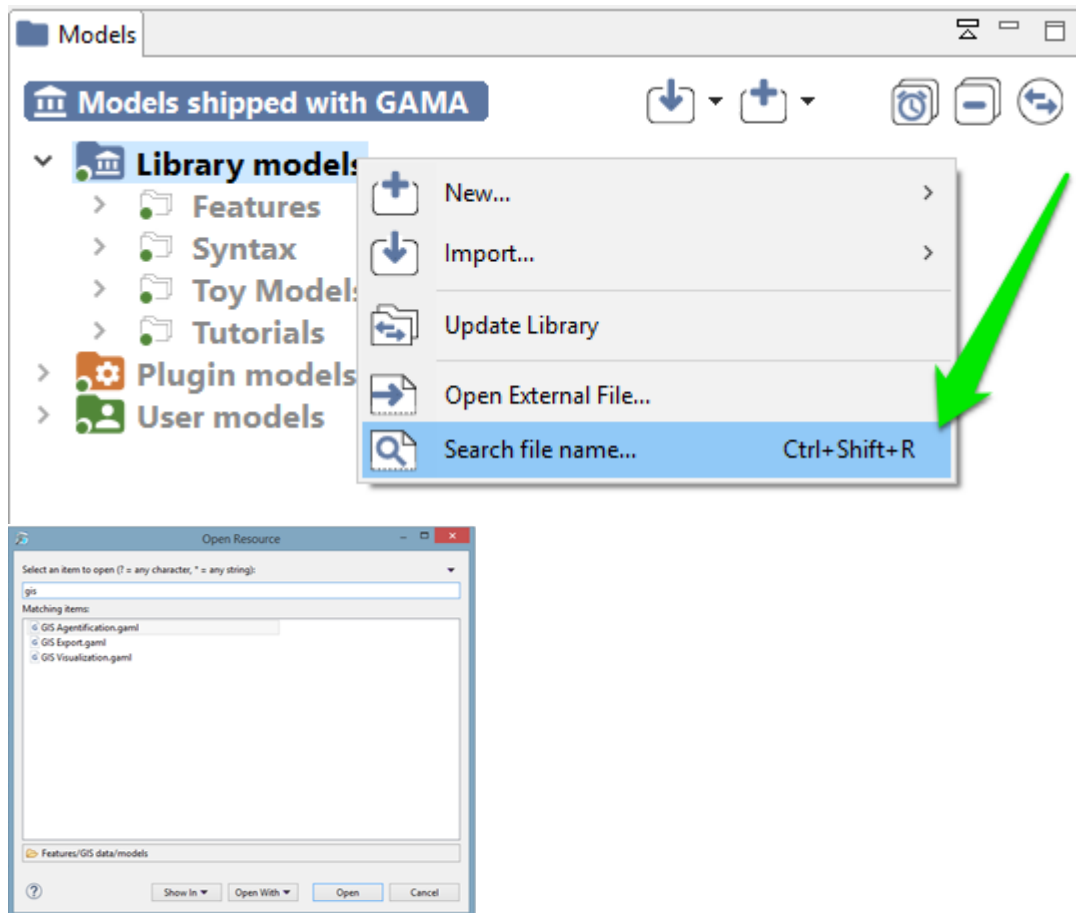 Models
Models shipped with GAMA
Library models
Features
Syntax
Toy Models
Tutorials
Plugin models
User models
New...
Import...
Update Library
Open External File...
Search file name... Ctrl+Shift+R
Open Resource
Select an item to open (? = any character, * = any string):
gis
Matching items:
GIS Agentification.gaml
GIS Export.gaml
GIS Visualization.gaml
Features/GIS data/models
Show In Open With Open Cancel